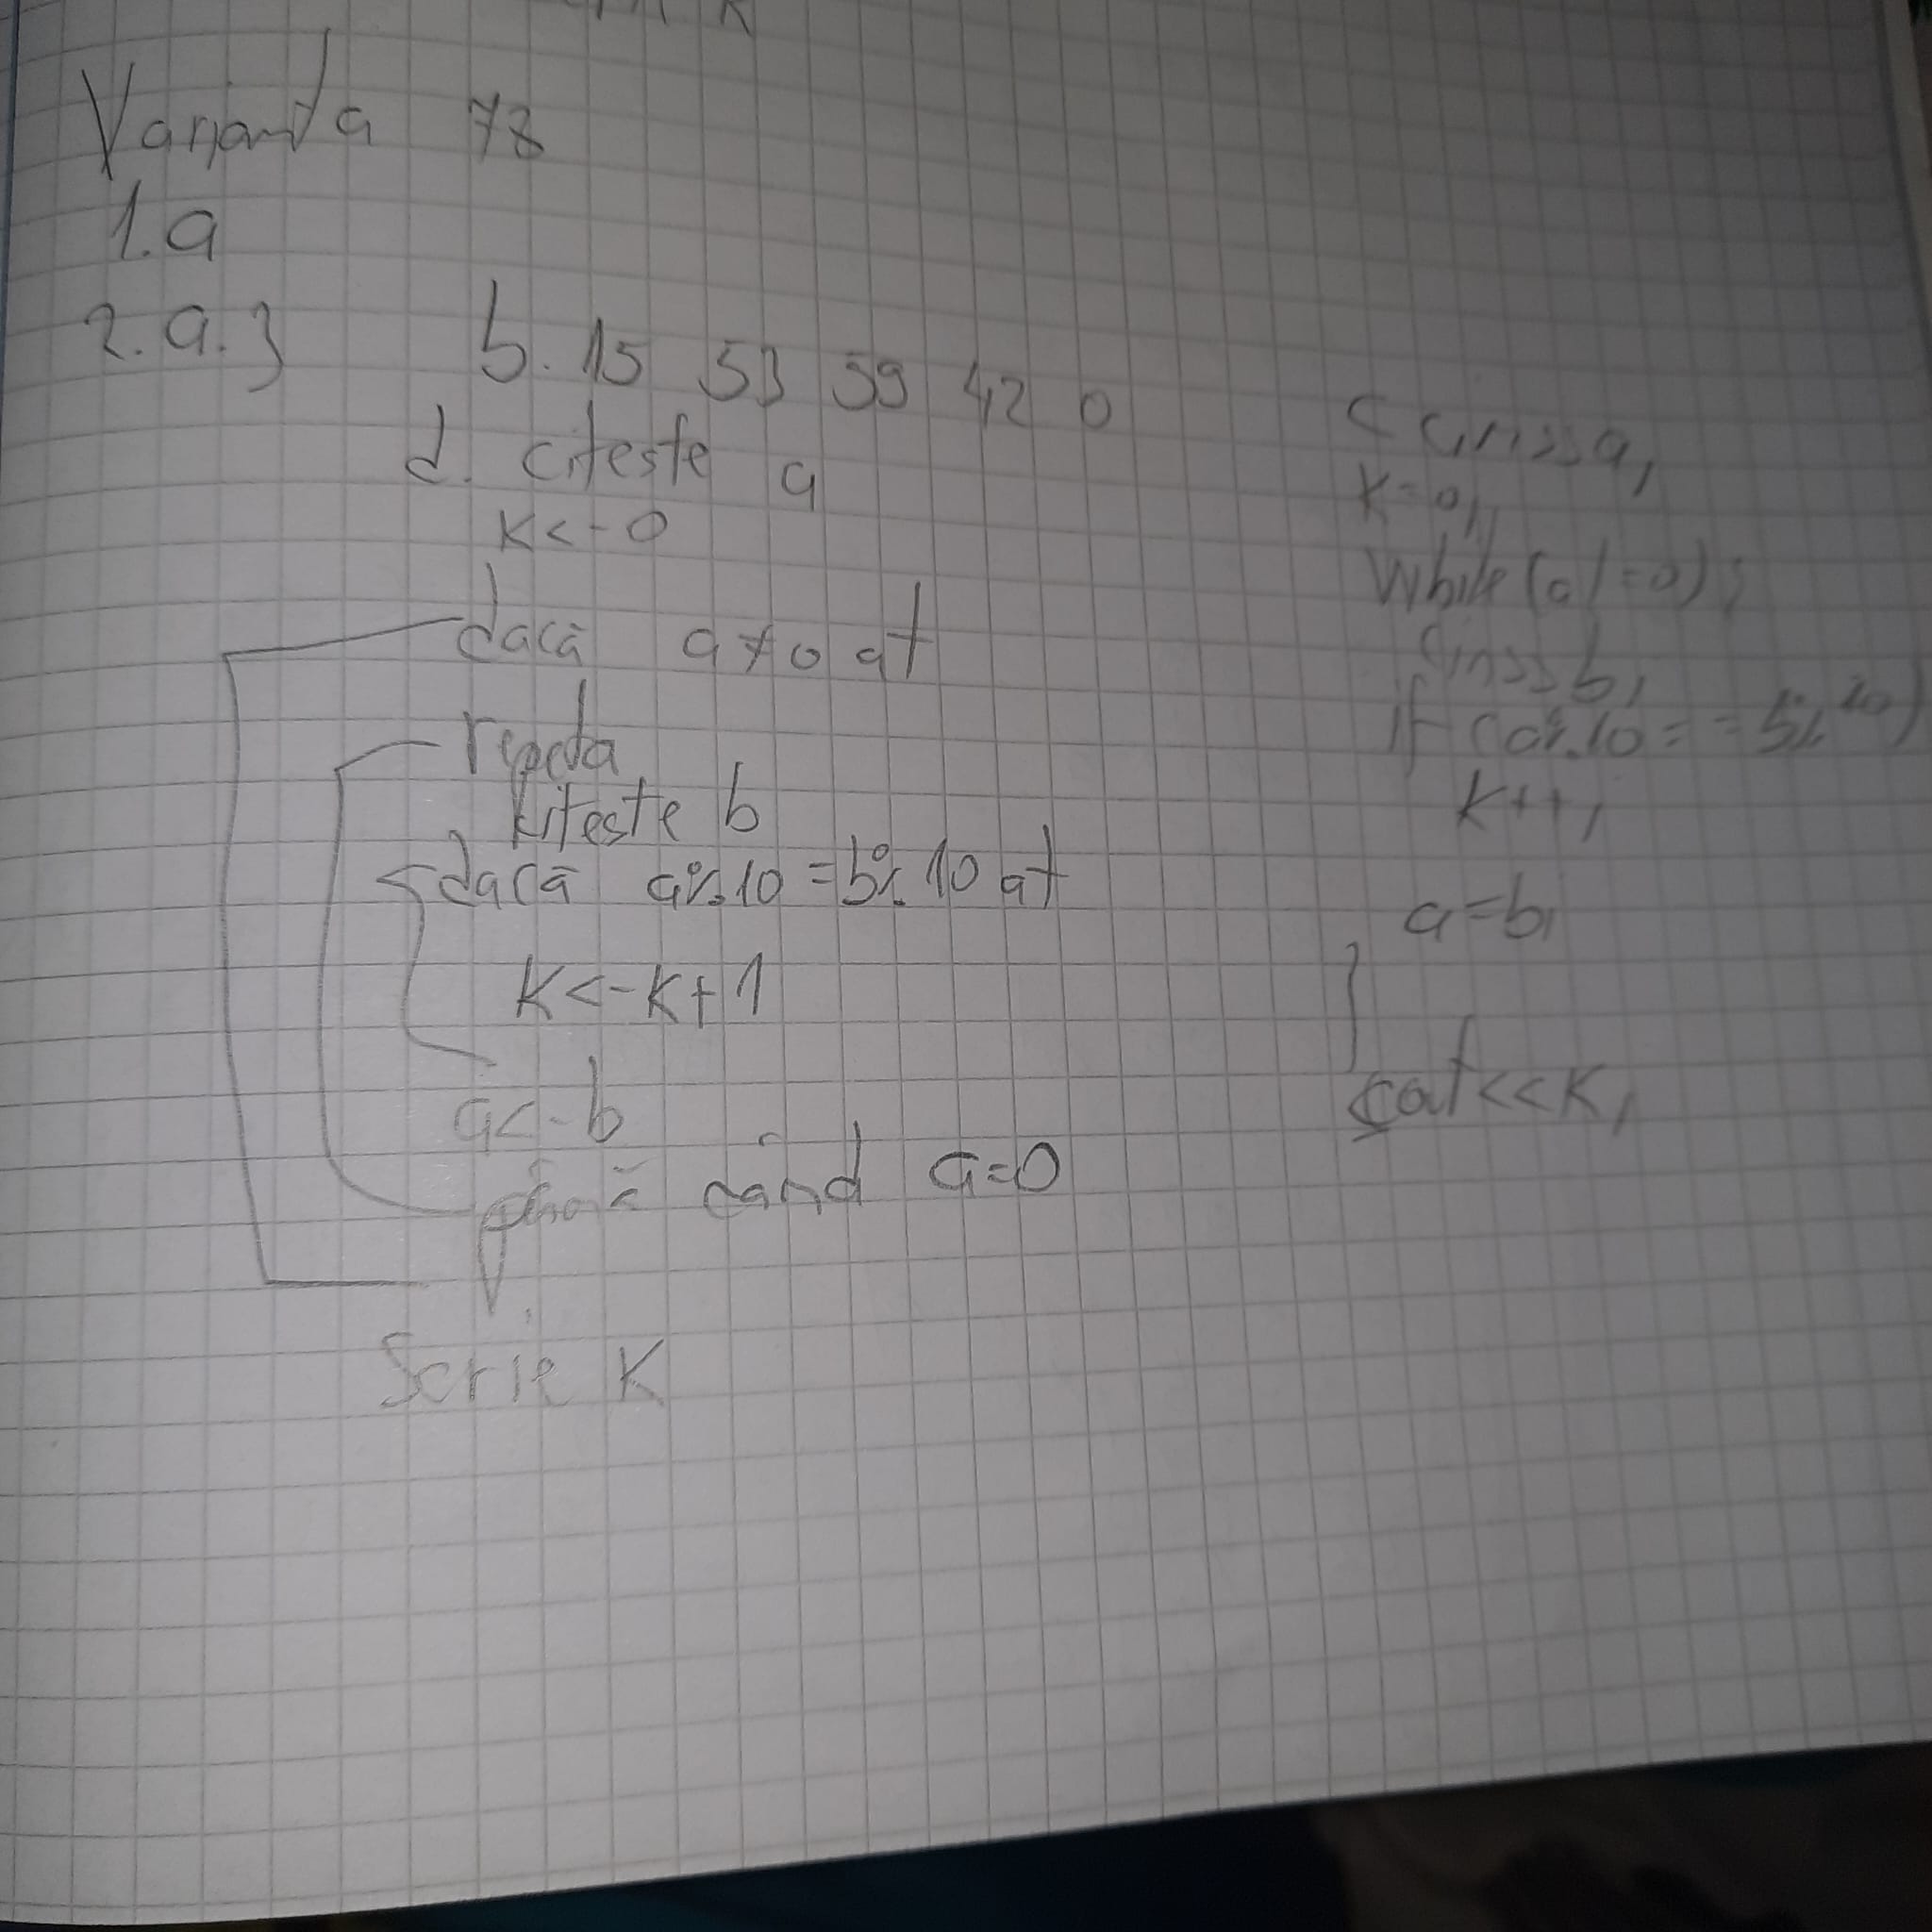 Varianta 78
1.a
2.a.3 b. 15 53 59 42 0
d. citeste a
K<-0
dacă a≠0 at
repeta
citeste b
dacă a%10=b%10 at
K<-K+1
a<-b
până când a=0
Scrie K
c cin>>a;
K=0;
While(a!=0);
cin>>b;
if (a%10==b%10)
K++;
a=b;
}
cout<<K;